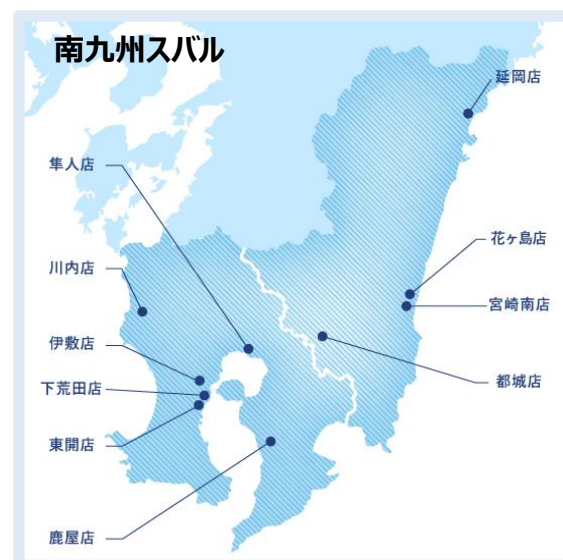 南九州スバル
延岡店
隼人店
花ヶ島店
川内店
宮崎南店
伊敷店
下荒田店
都城店
東開店
鹿屋店